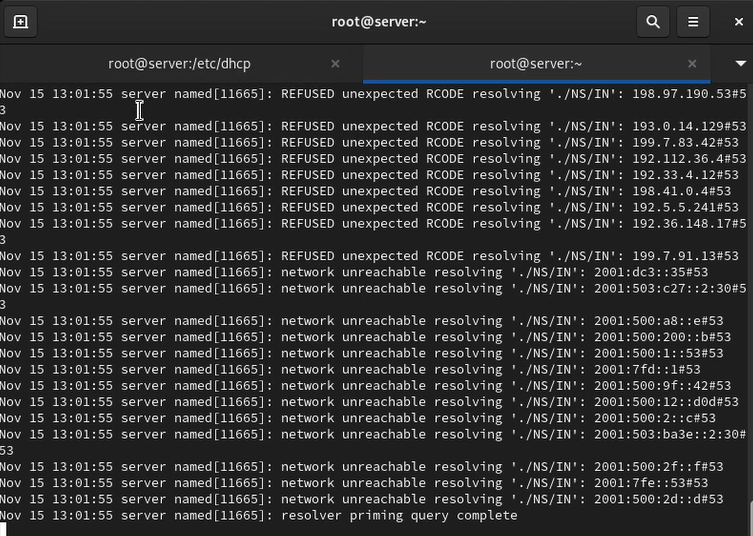 root@server:~
root@server:/etc/dhcp
root@server:~
Nov 15 13:01:55 server named[11665]: REFUSED unexpected RCODE resolving './NS/IN': 198.97.190.53#5
3
Nov 15 13:01:55 server named[11665]: REFUSED unexpected RCODE resolving './NS/IN': 193.0.14.129#53
Nov 15 13:01:55 server named[11665]: REFUSED unexpected RCODE resolving './NS/IN': 199.7.83.42#53
Nov 15 13:01:55 server named[11665]: REFUSED unexpected RCODE resolving './NS/IN': 192.112.36.4#53
Nov 15 13:01:55 server named[11665]: REFUSED unexpected RCODE resolving './NS/IN': 192.33.4.12#53
Nov 15 13:01:55 server named[11665]: REFUSED unexpected RCODE resolving './NS/IN': 198.41.0.4#53
Nov 15 13:01:55 server named[11665]: REFUSED unexpected RCODE resolving './NS/IN': 192.5.5.241#53
Nov 15 13:01:55 server named[11665]: REFUSED unexpected RCODE resolving './NS/IN': 192.36.148.17#5
3
Nov 15 13:01:55 server named[11665]: REFUSED unexpected RCODE resolving './NS/IN': 199.7.91.13#53
Nov 15 13:01:55 server named[11665]: network unreachable resolving './NS/IN': 2001:dc3::35#53
Nov 15 13:01:55 server named[11665]: network unreachable resolving './NS/IN': 2001:503:c27::2:30#5
3
Nov 15 13:01:55 server named[11665]: network unreachable resolving './NS/IN': 2001:500:a8::e#53
Nov 15 13:01:55 server named[11665]: network unreachable resolving './NS/IN': 2001:500:200::b#53
Nov 15 13:01:55 server named[11665]: network unreachable resolving './NS/IN': 2001:500:1::53#53
Nov 15 13:01:55 server named[11665]: network unreachable resolving './NS/IN': 2001:7fd::1#53
Nov 15 13:01:55 server named[11665]: network unreachable resolving './NS/IN': 2001:500:9f::42#53
Nov 15 13:01:55 server named[11665]: network unreachable resolving './NS/IN': 2001:500:12::d0d#53
Nov 15 13:01:55 server named[11665]: network unreachable resolving './NS/IN': 2001:500:2::c#53
Nov 15 13:01:55 server named[11665]: network unreachable resolving './NS/IN': 2001:503:ba3e::2:30#
53
Nov 15 13:01:55 server named[11665]: network unreachable resolving './NS/IN': 2001:500:2f::f#53
Nov 15 13:01:55 server named[11665]: network unreachable resolving './NS/IN': 2001:7fe::53#53
Nov 15 13:01:55 server named[11665]: network unreachable resolving './NS/IN': 2001:500:2d::d#53
Nov 15 13:01:55 server named[11665]: resolver priming query complete